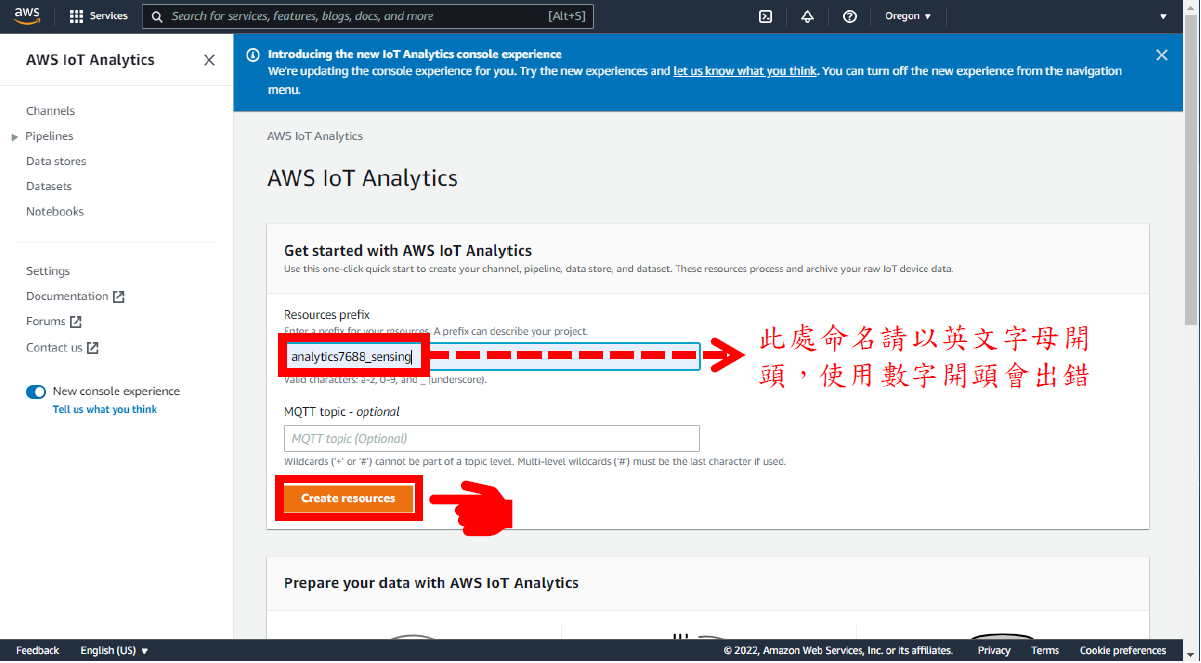 aws
Services
Search for services, features, blogs, docs, and more
[Alt+S]
Oregon ▼
AWS IoT Analytics
Introducing the new IoT Analytics console experience
We're updating the console experience for you. Try the new experiences and let us know what you think. You can turn off the new experience from the navigation
menu.
Channels
Pipelines
Data stores
Datasets
Notebooks
Settings
Documentation
Forums
Contact us
New console experience
Tell us what you think
AWS IoT Analytics
AWS IoT Analytics
Get started with AWS IoT Analytics
Use this one-click quick start to create your channel, pipeline, data store, and dataset. These resources process and archive your raw IoT device data.
Resources prefix
Enter a prefix for your resources. A prefix can describe your project.
analytics7688_sensing
Valid characters: a-z, 0-9, and _ (underscore).
此處命名請以英文字母開
頭，使用數字開頭會出錯
MQTT topic - optional
MQTT topic (Optional)
Wildcards ('+' or '#') cannot be part of a topic level. Multi-level wildcards ('#') must be the last character if used.
Create resources
Prepare your data with AWS IoT Analytics
Feedback
English (US) ▼
© 2022, Amazon Web Services, Inc. or its affiliates.
Privacy
Terms
Cookie preferences